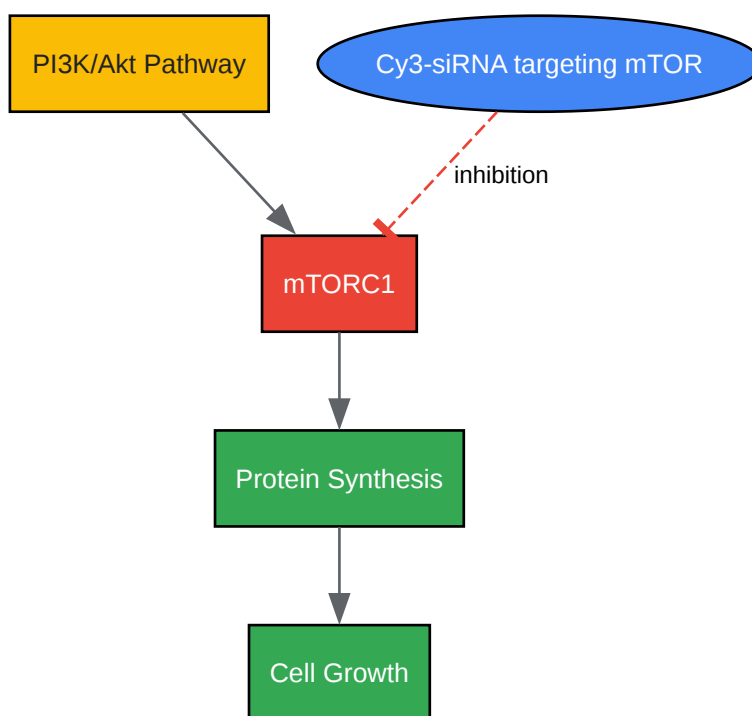 PI3K/Akt Pathway
Cy3-siRNA targeting mTOR
inhibition
mTORC1
Protein Synthesis
Cell Growth